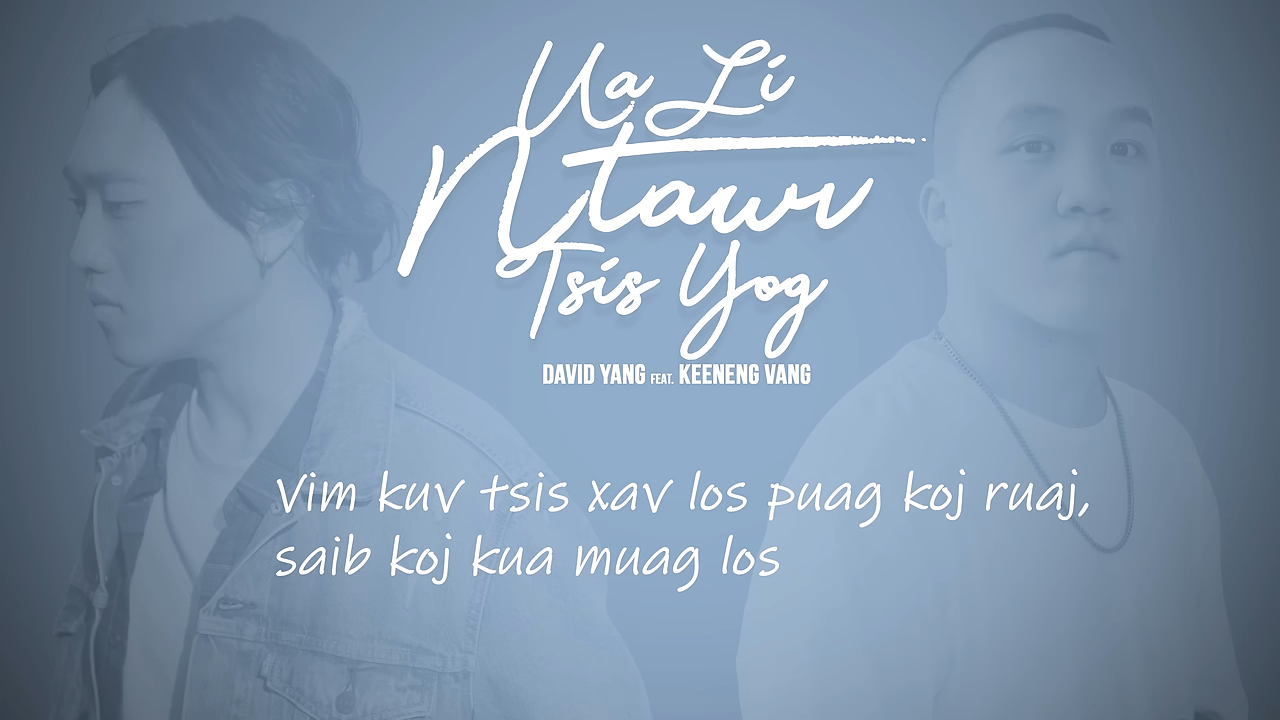 Ua Li
Ntawv
Tsis Yog
DAVID YANG FEAT. KEENENG VANG
Vim kuv tsis xav los puag koj ruaj,
saib koj kua muag los